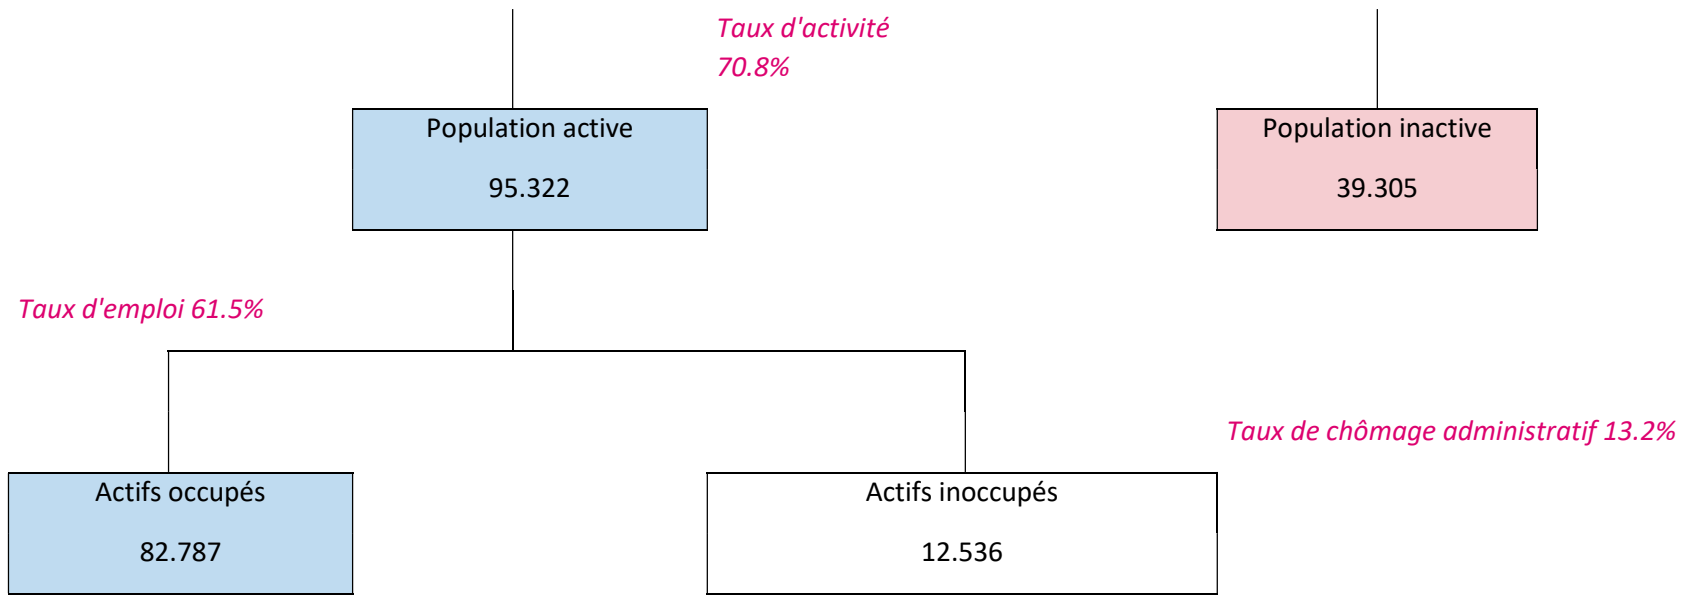 Taux d'activité
70.8%
Population active
95.322
Population inactive
39.305
Taux d'emploi 61.5%
Taux de chômage administratif 13.2%
Actifs occupés
82.787
Actifs inoccupés
12.536